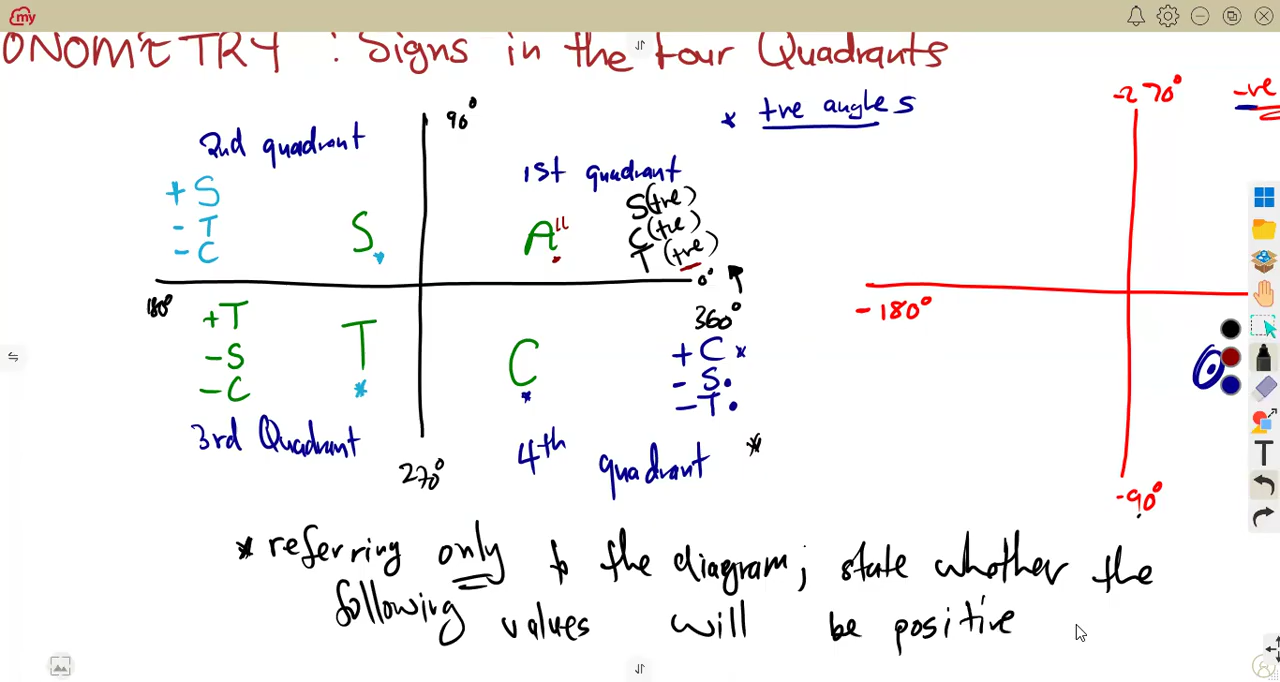 my
ONOMETRY : Signs in the four Quadrants
90°
* +ve angles
-270°
-ve
2nd quadrant
1st quadrant
+ S
- T
- C
S
A"
S(+ve)
C(+ve)
T(+ve)
180°
0°
360°
-180°
+T
-S
-C
T
C
+ C *
- S
- T
3rd Quadrant
4th quadrant *
270°
-90°
T
* referring only to the diagram; state whether the
following values will be positive